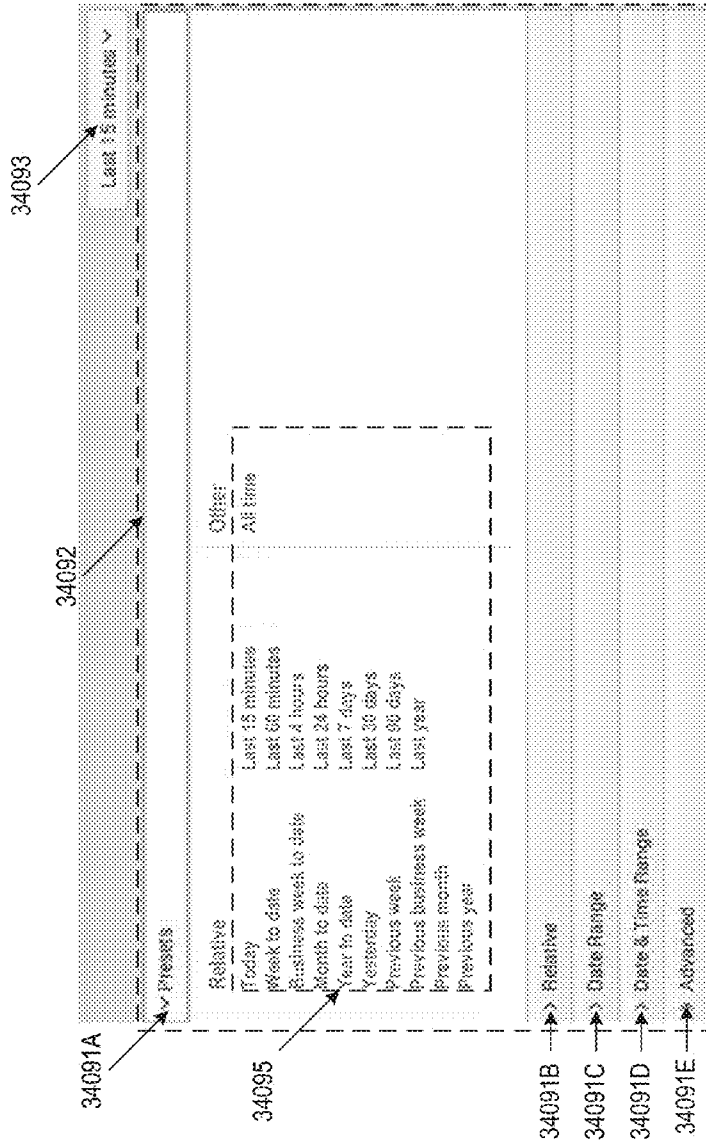 34093
Last 15 minutes
34092
34091A
Presets
Relative
Other
Today
Last 15 minutes
All time
Week to date
Last 60 minutes
Business week to date
Last 4 hours
Month to date
Last 24 hours
Year to date
Last 7 days
Yesterday
Last 30 days
Previous week
Last 90 days
Previous business week
Last year
Previous month
Previous year
34095
34091B
Relative
34091C
Date Range
34091D
Date & Time Range
34091E
Advanced